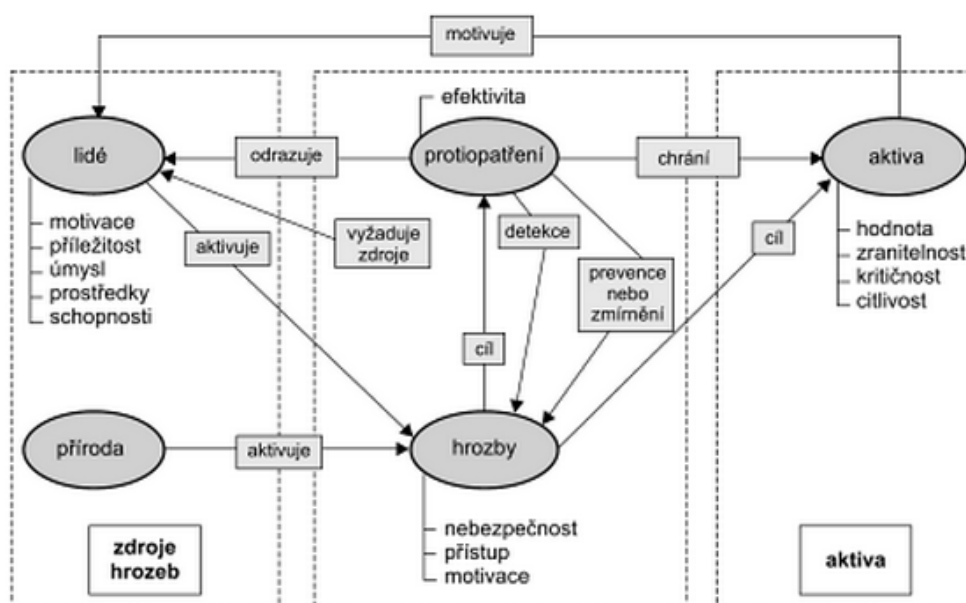 motivuje
efektivita
lidé
odrazuje
protiopatření
chrání
aktiva
motivace
příležitost
úmysl
prostředky
schopnosti
aktivuje
vyžaduje
zdroje
detekce
prevence
nebo
zmírnění
cíl
hodnota
zranitelnost
kritičnost
citlivost
cíl
příroda
aktivuje
hrozby
nebezpečnost
přístup
motivace
zdroje
hrozeb
aktiva